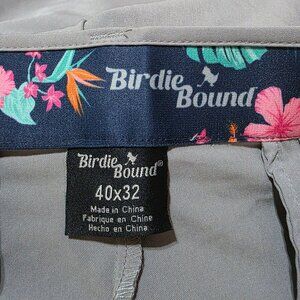 Birdie
Bound
Birdie
Bound®
40x32
Made in China
Fabriqué en Chine
Hecho en China